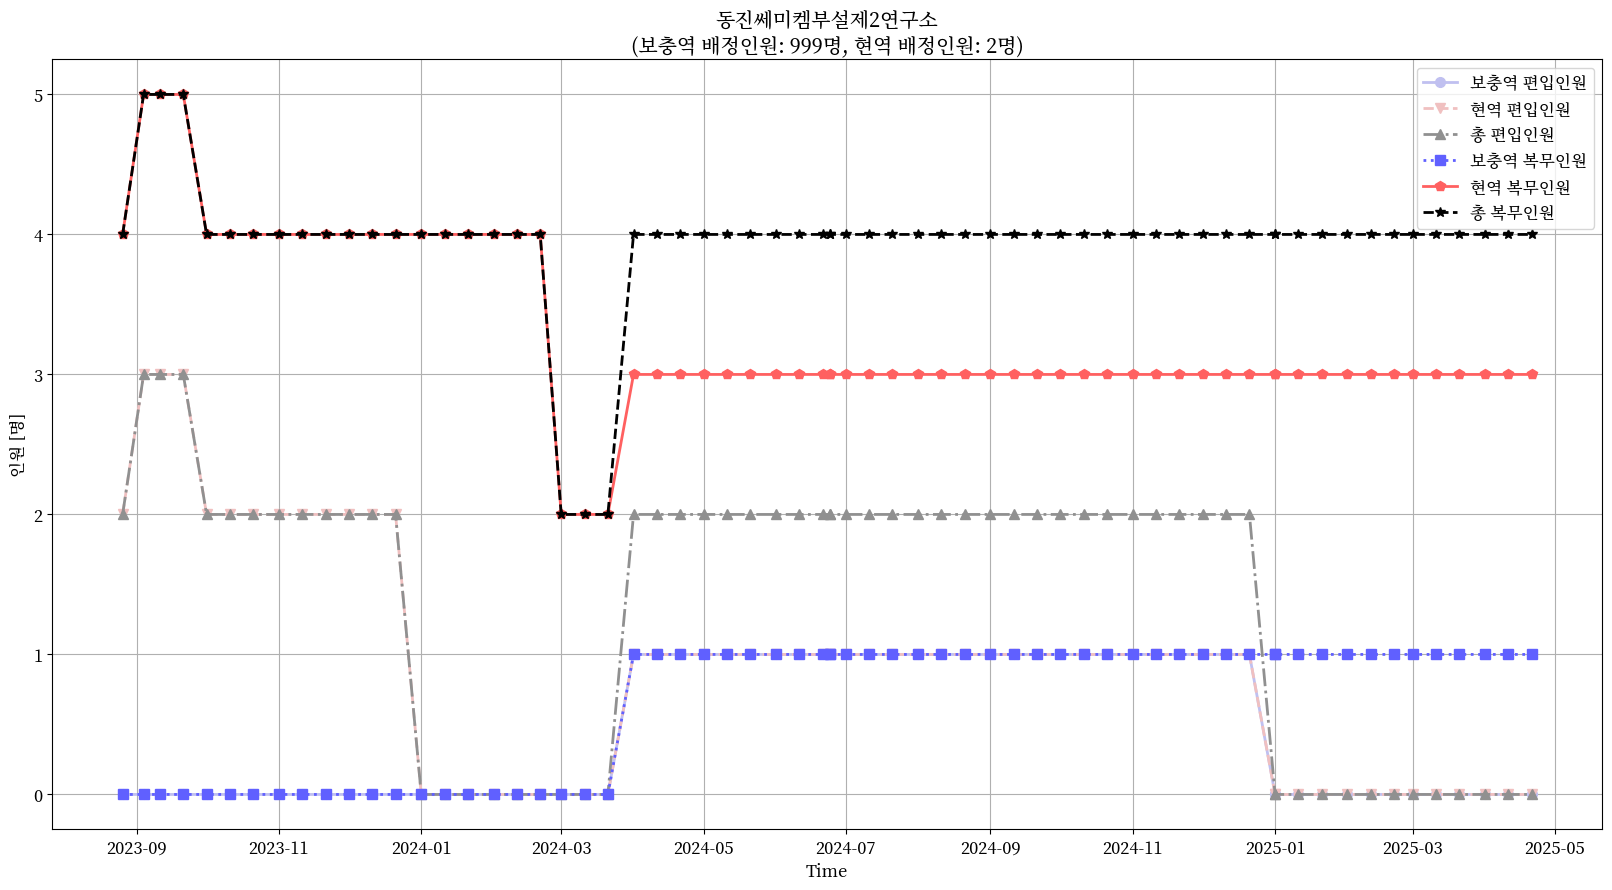 동진쎄미켐부설제2연구소
(보충역 배정인원: 999명, 현역 배정인원: 2명)
보충역 편입인원
현역 편입인원
총 편입인원
보충역 복무인원
현역 복무인원
총 복무인원
인원 [명]
5
4
3
2
1
0
2023-09
2023-11
2024-01
2024-03
2024-05
2024-07
2024-09
2024-11
2025-01
2025-03
2025-05
Time